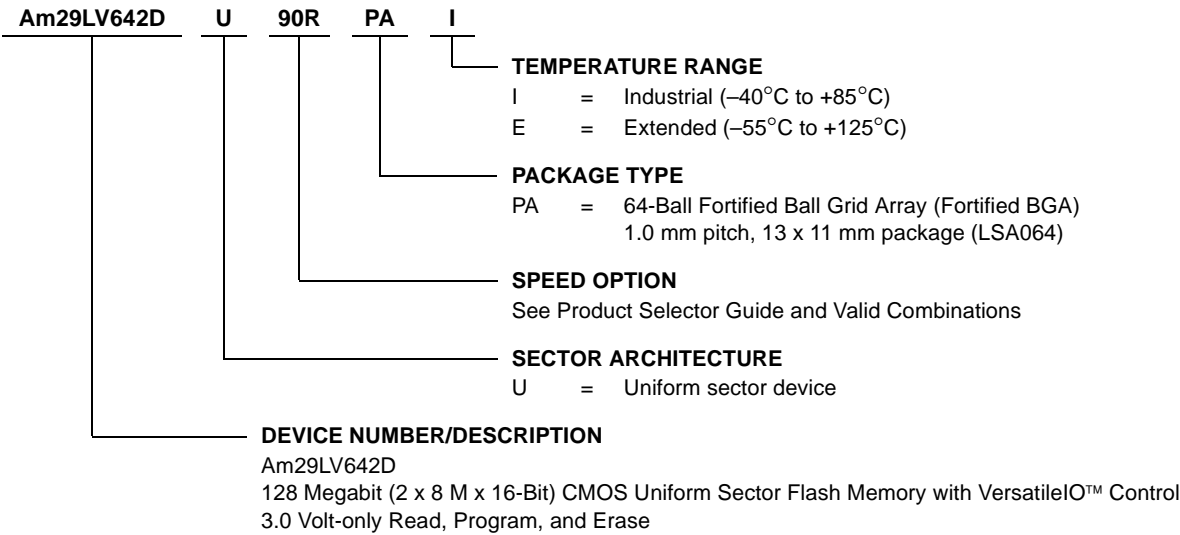 Am29LV642D U 90R PA I
TEMPERATURE RANGE
I = Industrial (–40°C to +85°C)
E = Extended (–55°C to +125°C)
PACKAGE TYPE
PA = 64-Ball Fortified Ball Grid Array (Fortified BGA)
1.0 mm pitch, 13 x 11 mm package (LSA064)
SPEED OPTION
See Product Selector Guide and Valid Combinations
SECTOR ARCHITECTURE
U = Uniform sector device
DEVICE NUMBER/DESCRIPTION
Am29LV642D
128 Megabit (2 x 8 M x 16-Bit) CMOS Uniform Sector Flash Memory with VersatileIO™ Control
3.0 Volt-only Read, Program, and Erase